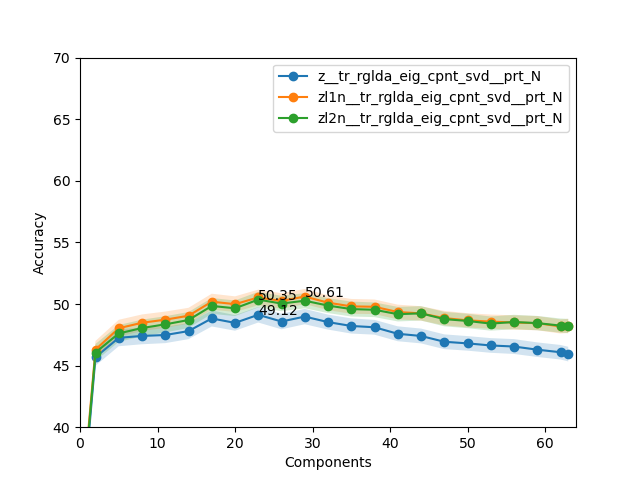 70
65
60
55
50
45
40
Accuracy
z__tr_rglda_eig_cpnt_svd__prt_N
zl1n__tr_rglda_eig_cpnt_svd__prt_N
zl2n__tr_rglda_eig_cpnt_svd__prt_N
50.35
50.61
49.12
0 10 20 30 40 50 60
Components